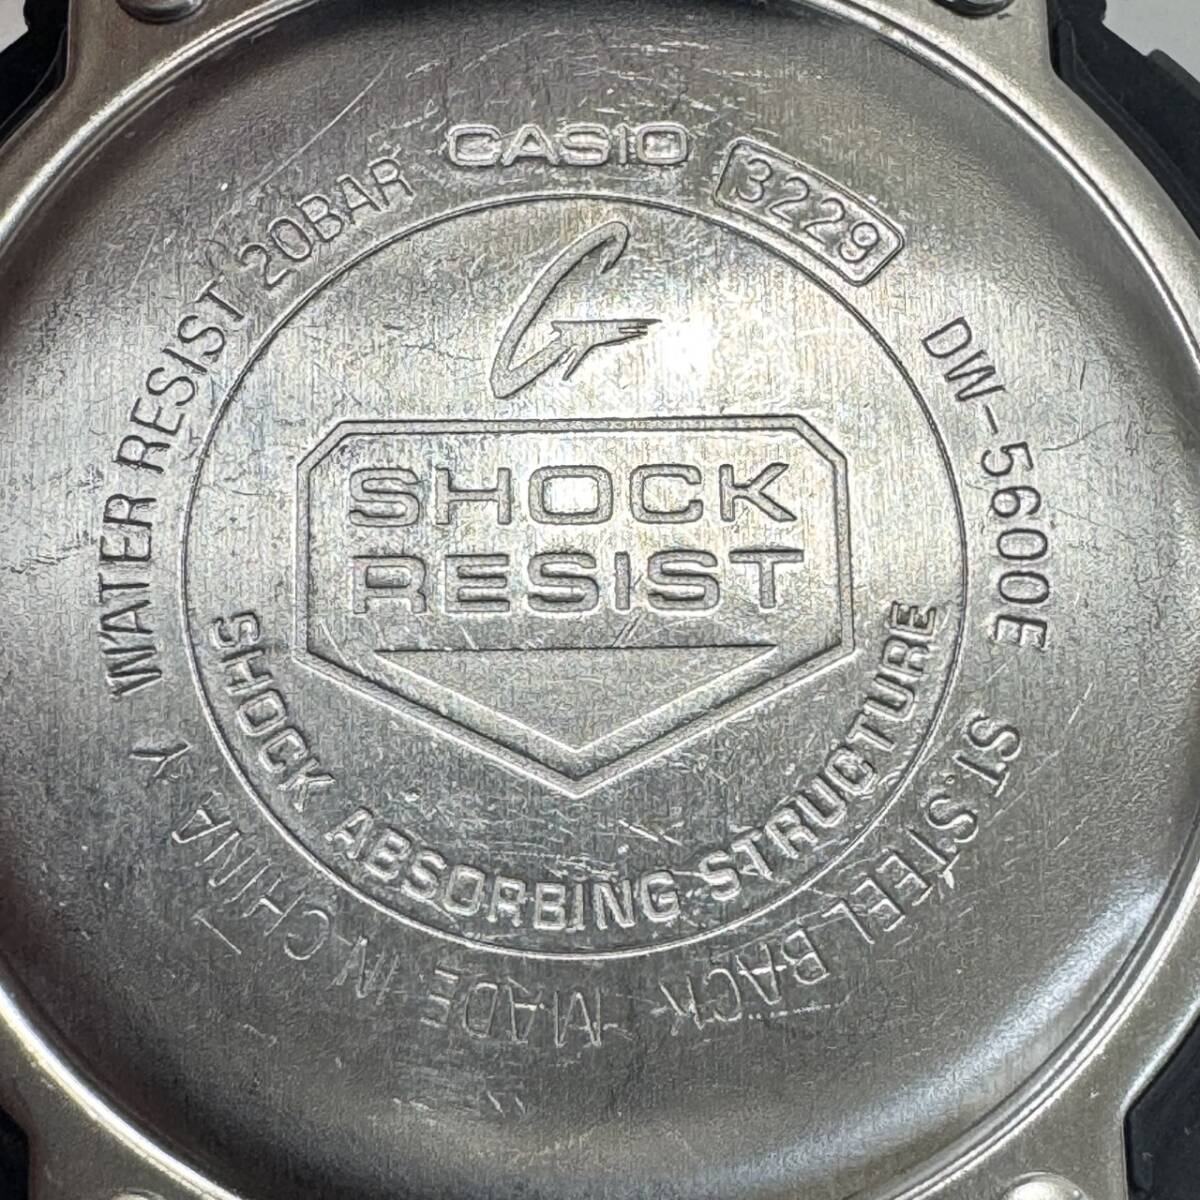 CASIO
3229
DW-5600E
ST.STEEL BACK
MADE IN CHINA Y
WATER RESIST 20BAR
G
SHOCK
RESIST
SHOCK ABSORBING STRUCTURE